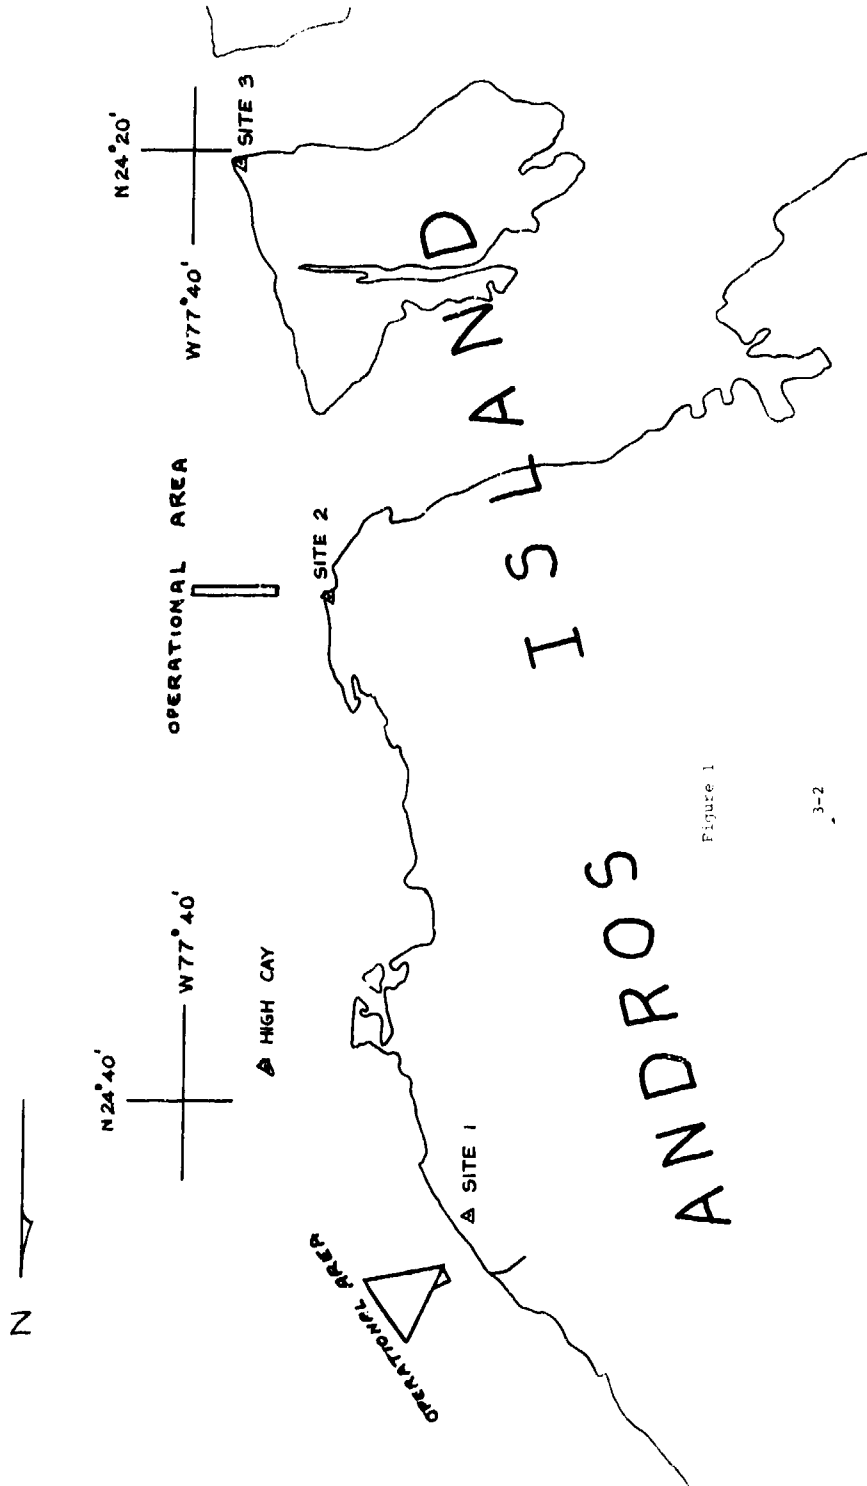 N
N24°40'
W77°40'
OPERATIONAL AREA
N24°20'
W77°40'
HIGH CAY
SITE 3
OPERATIONAL AREA
SITE 1
SITE 2
ANDROS ISLAND
Figure 1
3-2